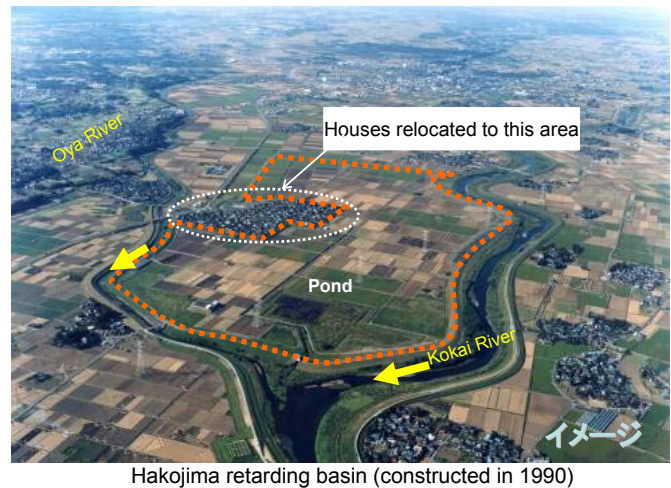 Houses relocated to this area
Oya River
Pond
Kokai River
イメージ
Hakojima retarding basin (constructed in 1990)